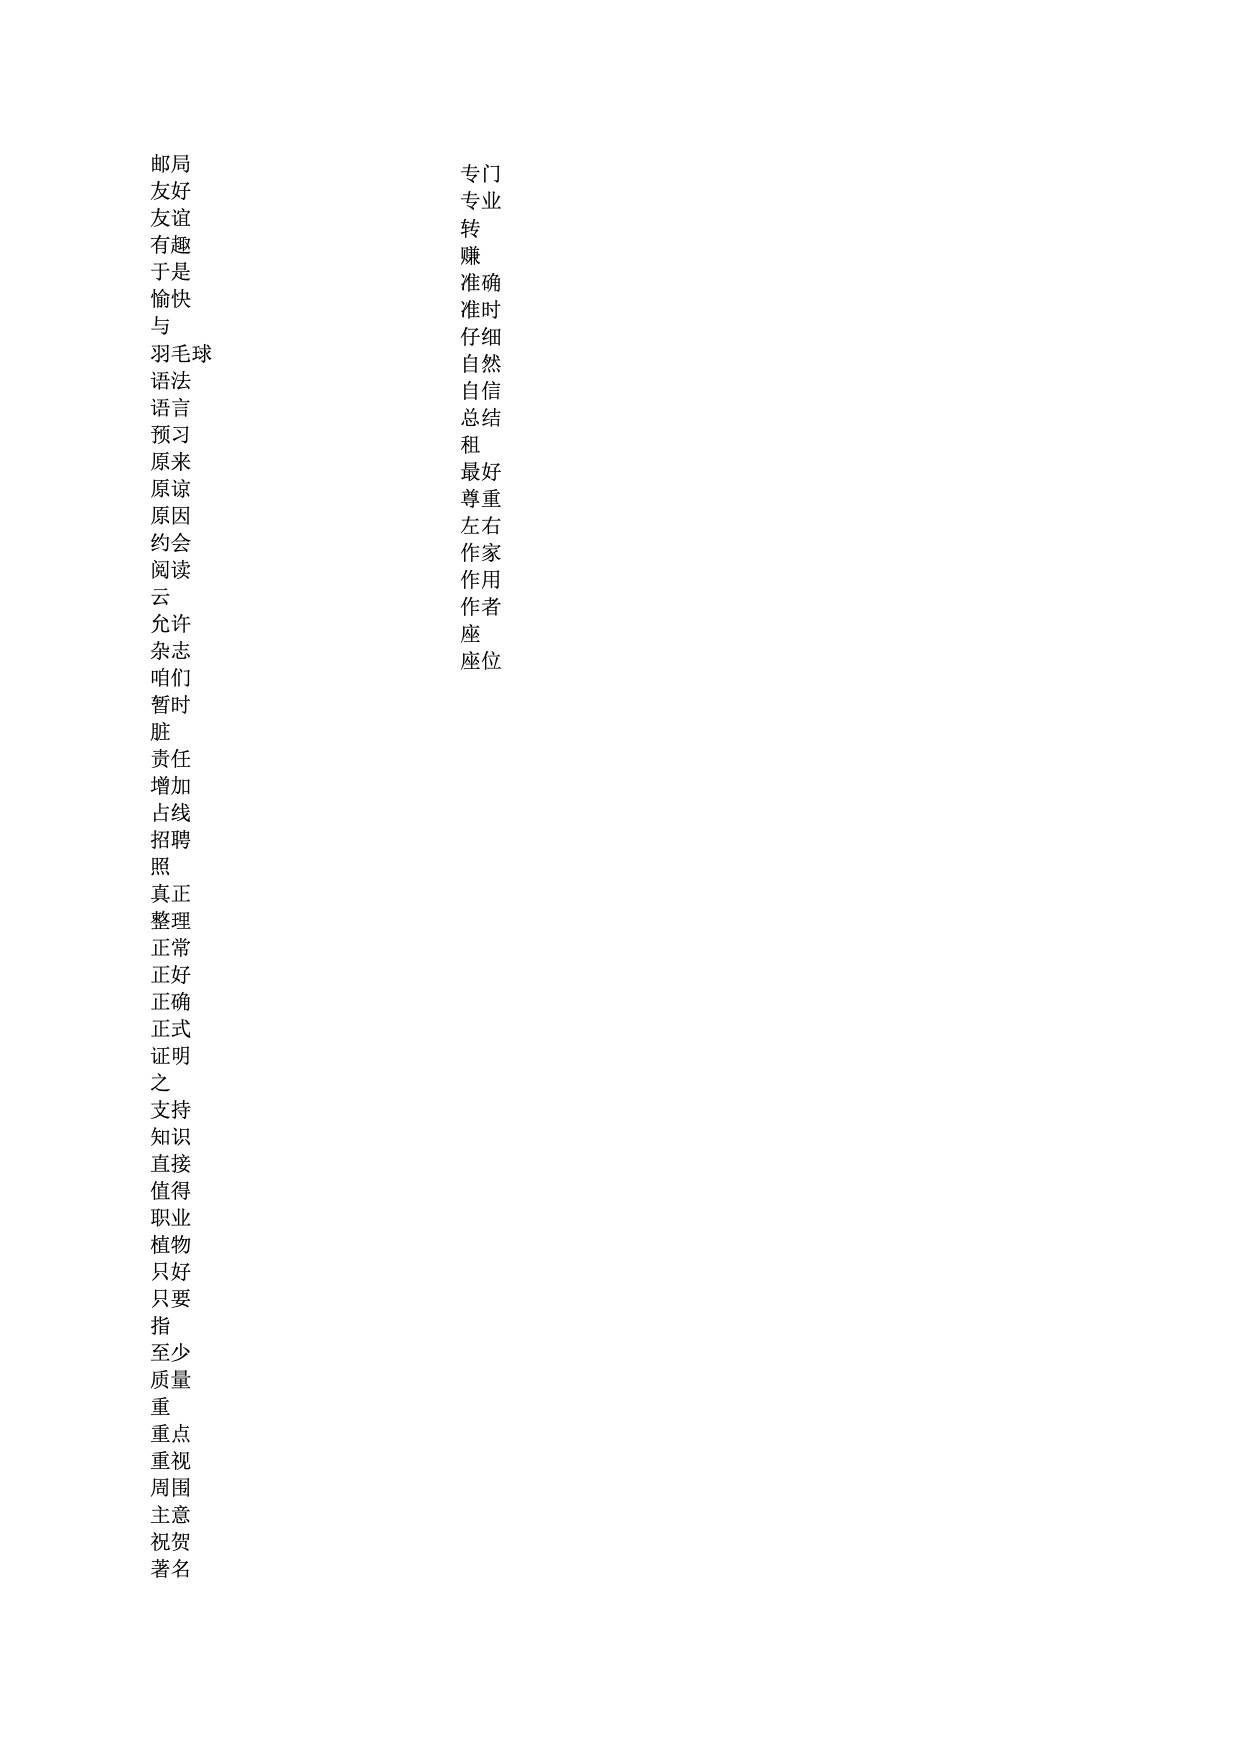 邮局
友好
友谊
有趣
于是
愉快
与
羽毛球
语法
语言
预习
原来
原谅
原因
约会
阅读
云
允许
杂志
咱们
暂时
脏
责任
增加
占线
招聘
照
真正
整理
正常
正好
正确
正式
证明
之
支持
知识
直接
值得
职业
植物
只好
只要
指
至少
质量
重
重点
重视
周围
主意
祝贺
著名
专门
专业
转
赚
准确
准时
仔细
自然
自信
总结
租
最好
尊重
左右
作家
作用
作者
座
座位